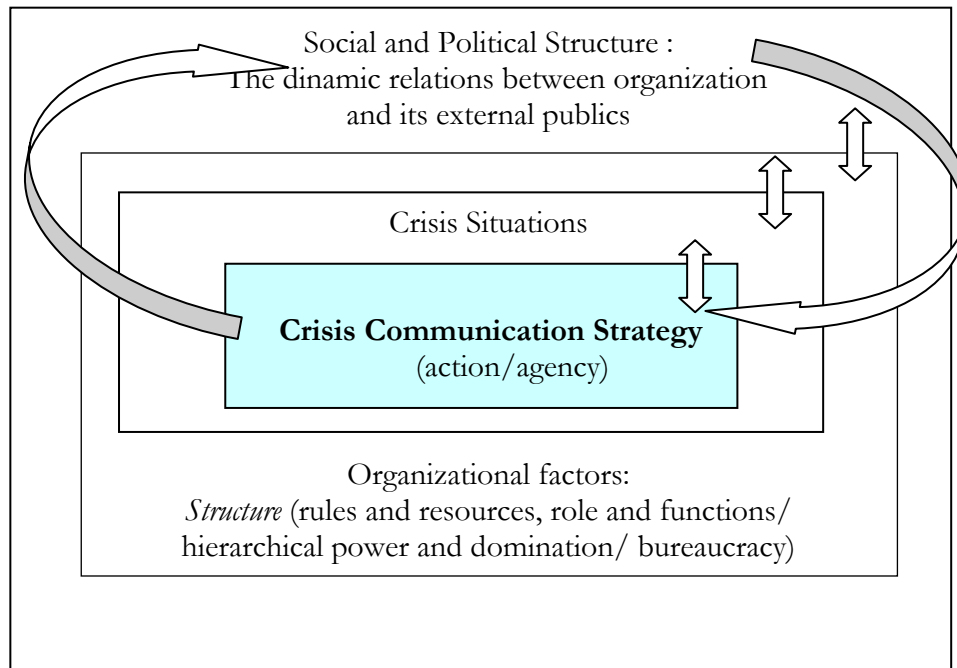 Social and Political Structure :
The dinamic relations between organization
and its external publics
Crisis Situations
Crisis Communication Strategy
(action/agency)
Organizational factors:
Structure (rules and resources, role and functions/
hierarchical power and domination/ bureaucracy)